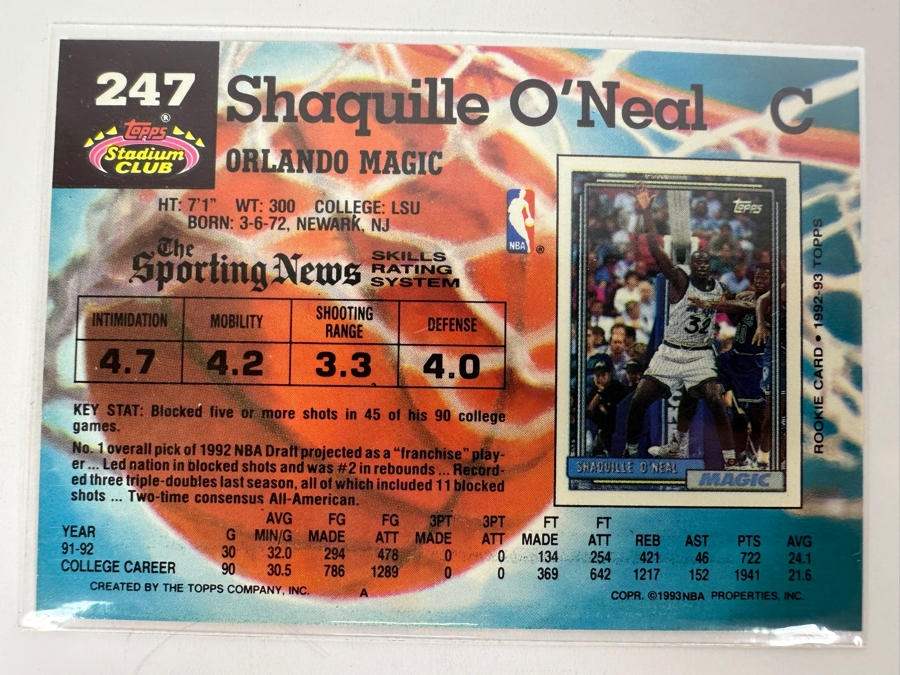 247
Topps
Stadium
CLUB
®
Shaquille O'Neal C
ORLANDO MAGIC
HT: 7'1" WT: 300 COLLEGE: LSU
BORN: 3-6-72, NEWARK, NJ
NBA ®
The
Sporting News
SKILLS
RATING
SYSTEM
INTIMIDATION MOBILITY SHOOTING RANGE DEFENSE
4.7 4.2 3.3 4.0
KEY STAT: Blocked five or more shots in 45 of his 90 college
games.
No. 1 overall pick of 1992 NBA Draft projected as a "franchise" play-
er ... Led nation in blocked shots and was #2 in rebounds ... Record-
ed three triple-doubles last season, all of which included 11 blocked
shots ... Two-time consensus All-American.
TOPPS
32
SHAQUILLE O'NEAL
MAGIC
ROOKIE CARD • 1992-93 TOPPS
YEAR G AVG MIN/G FG MADE FG ATT 3PT MADE 3PT ATT FT MADE FT ATT REB AST PTS AVG
91-92 30 32.0 294 478 0 0 134 254 421 46 722 24.1
COLLEGE CAREER 90 30.5 786 1289 0 0 369 642 1217 152 1941 21.6
CREATED BY THE TOPPS COMPANY, INC. A COPR. ©1993 NBA PROPERTIES, INC.